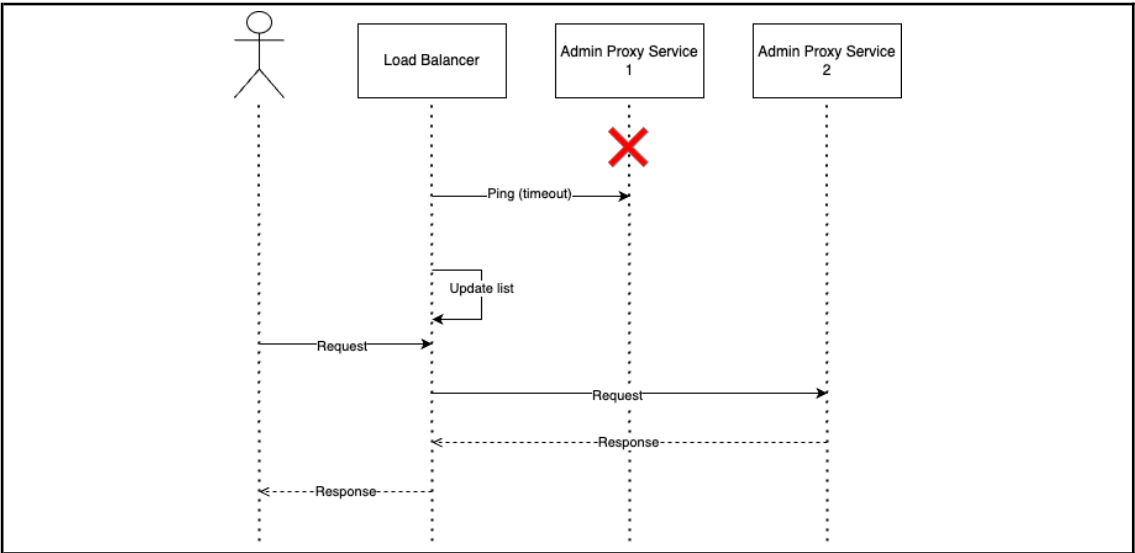 Load Balancer
Admin Proxy Service
1
Admin Proxy Service
2
Ping (timeout)
Update list
Request
Request
Response
Response